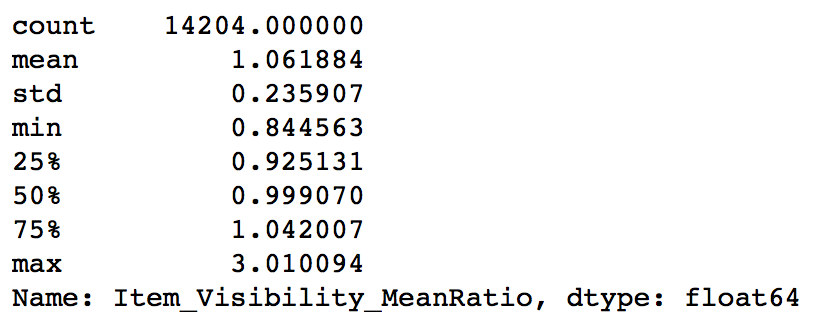 count    14204.000000
mean         1.061884
std          0.235907
min          0.844563
25%          0.925131
50%          0.999070
75%          1.042007
max          3.010094
Name: Item_Visibility_MeanRatio, dtype: float64